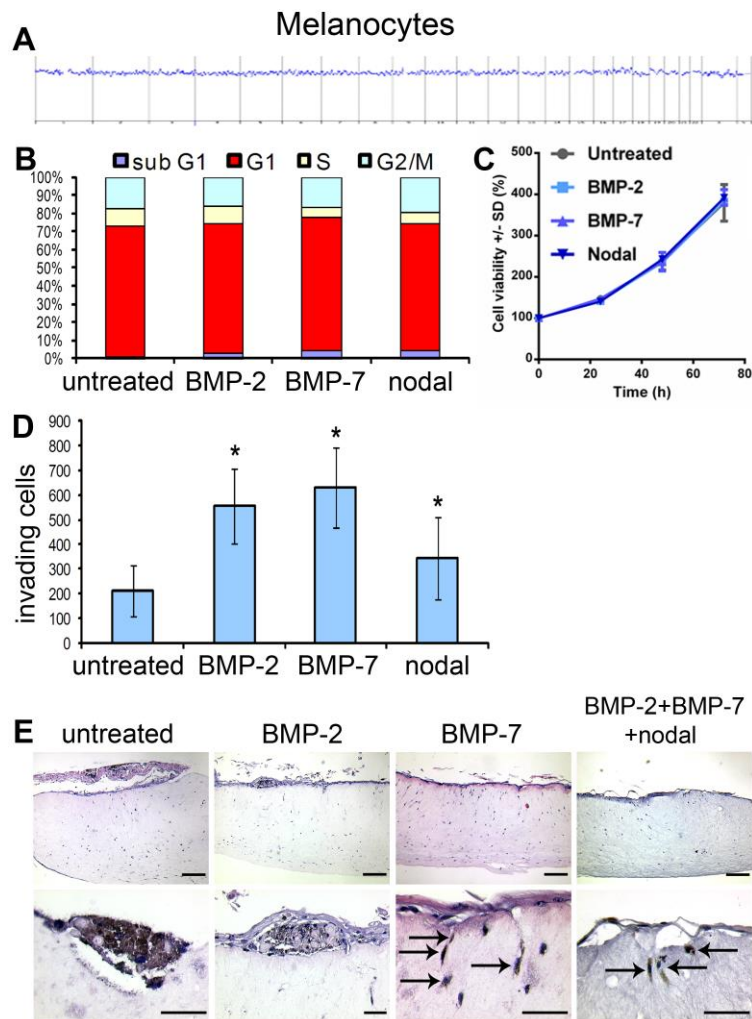 Melanocytes
A
B
sub G1 G1 S G2/M
100%
90%
80%
70%
60%
50%
40%
30%
20%
10%
0%
untreated BMP-2 BMP-7 nodal
C
Cell viability +/- SD (%)
500
400
300
200
100
0
Untreated
BMP-2
BMP-7
Nodal
0 20 40 60 80
Time (h)
D
invading cells
900
800
700
600
500
400
300
200
100
0
* * *
untreated BMP-2 BMP-7 nodal
E
untreated BMP-2 BMP-7 BMP-2+BMP-7
+nodal